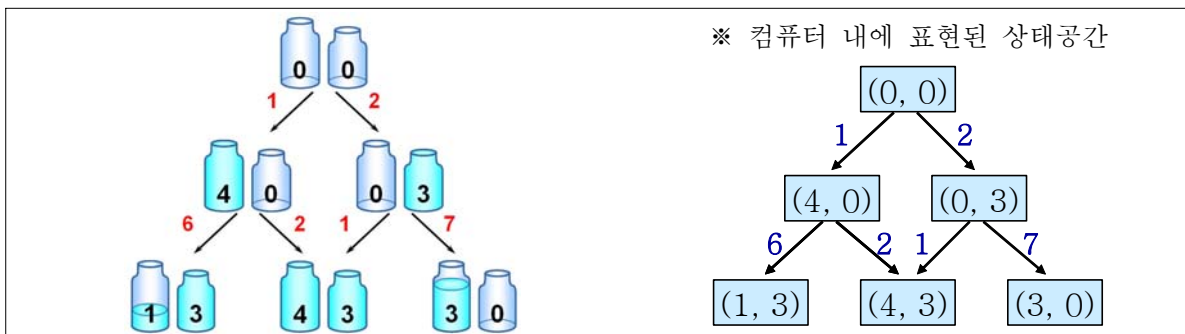 ※ 컴퓨터 내에 표현된 상태공간
0 0
1 2
4 0 0 3
6 2 1 7
1 3 4 3 3 0
(0, 0)
1 2
(4, 0) (0, 3)
6 2 1 7
(1, 3) (4, 3) (3, 0)